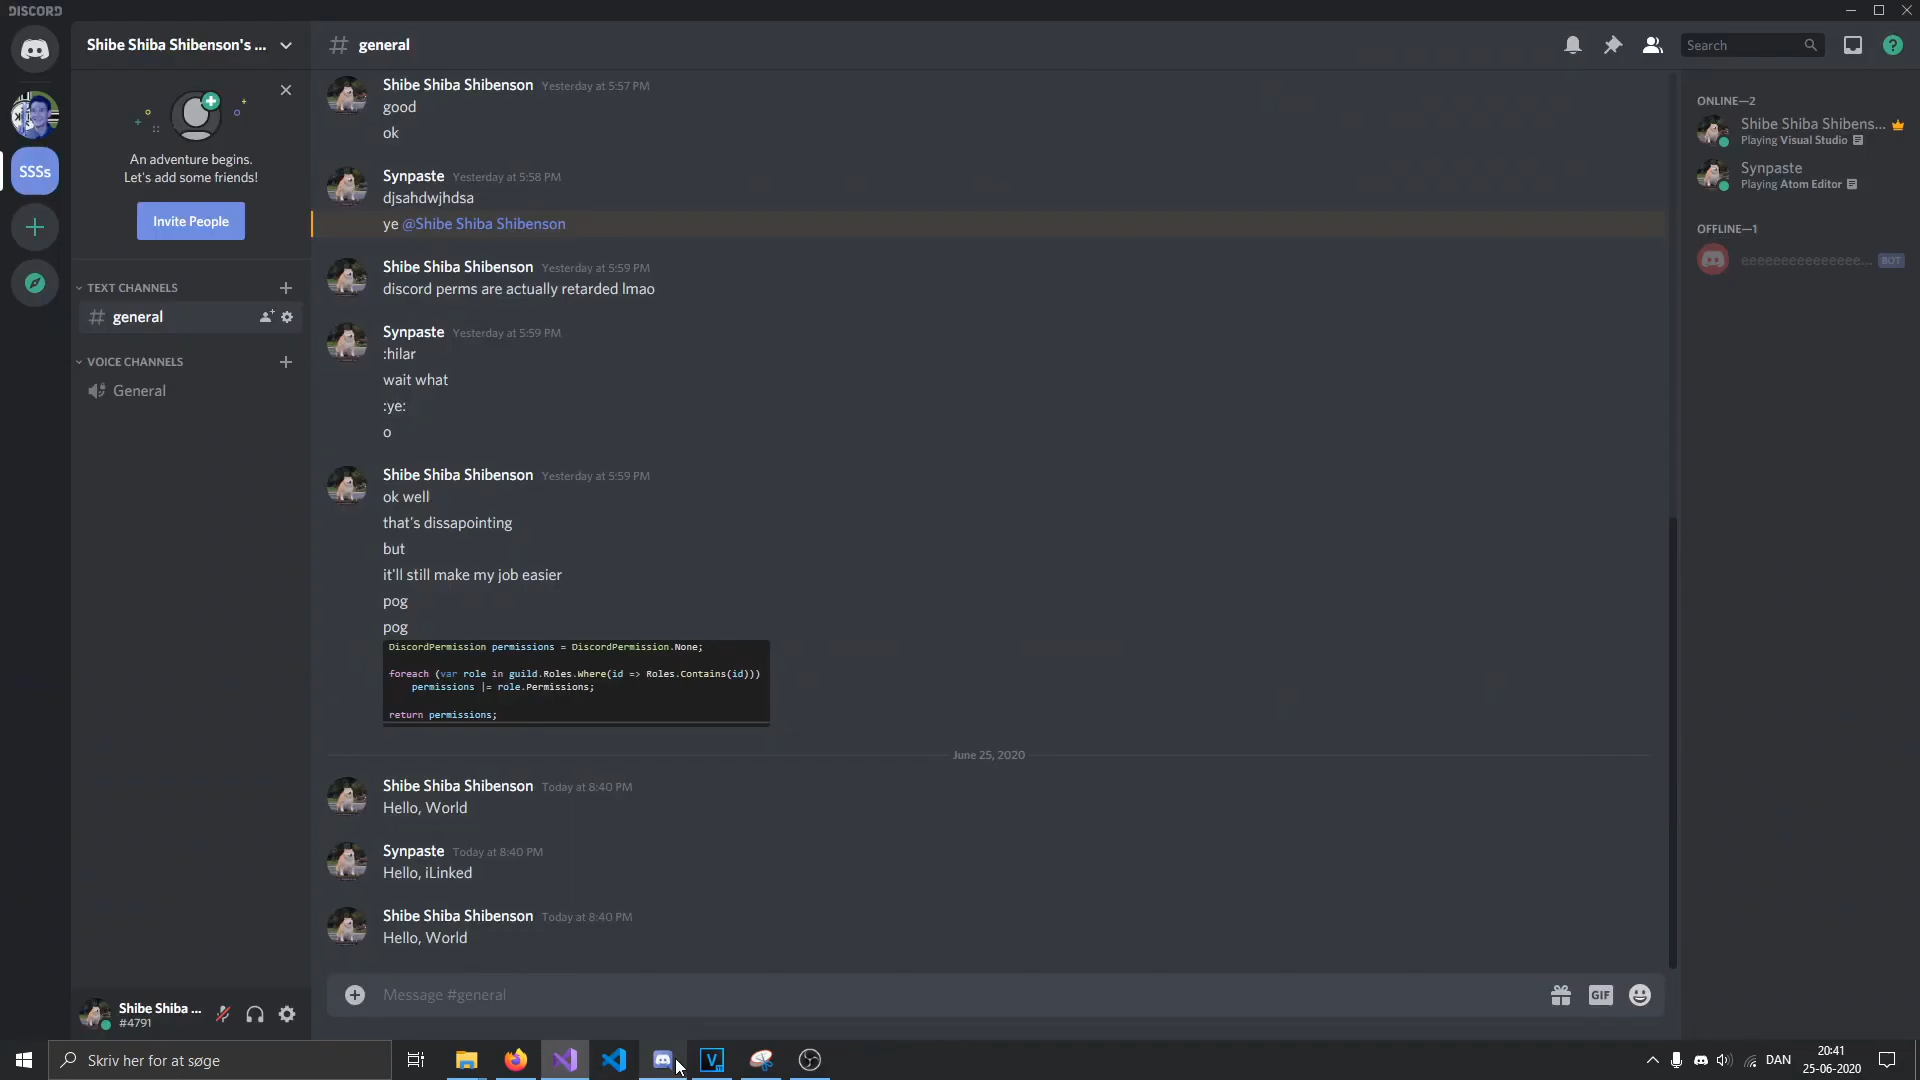 DISCORD
Shibe Shiba Shibenson's ...
general
Search
An adventure begins.
Let's add some friends!
Invite People
TEXT CHANNELS
general
VOICE CHANNELS
General
SSSs
Shibe Shiba Shibenson Yesterday at 5:57 PM
good
ok
Synpaste Yesterday at 5:58 PM
djsahdwjhdsa
ye @Shibe Shiba Shibenson
Shibe Shiba Shibenson Yesterday at 5:59 PM
discord perms are actually retarded lmao
Synpaste Yesterday at 5:59 PM
:hilar
wait what
:ye:
o
Shibe Shiba Shibenson Yesterday at 5:59 PM
ok well
that's dissapointing
but
it'll still make my job easier
pog
pog
DiscordPermission permissions = DiscordPermission.None;
foreach (var role in guild.Roles.Where(id => Roles.Contains(id)))
permissions |= role.Permissions;
return permissions;
June 25, 2020
Shibe Shiba Shibenson Today at 8:40 PM
Hello, World
Synpaste Today at 8:40 PM
Hello, iLinked
Shibe Shiba Shibenson Today at 8:40 PM
Hello, World
Message #general
GIF
ONLINE—2
Shibe Shiba Shibens...
Playing Visual Studio
Synpaste
Playing Atom Editor
OFFLINE—1
BOT
Shibe Shiba ...
#4791
Skriv her for at søge
V
DAN
20:41
25-06-2020